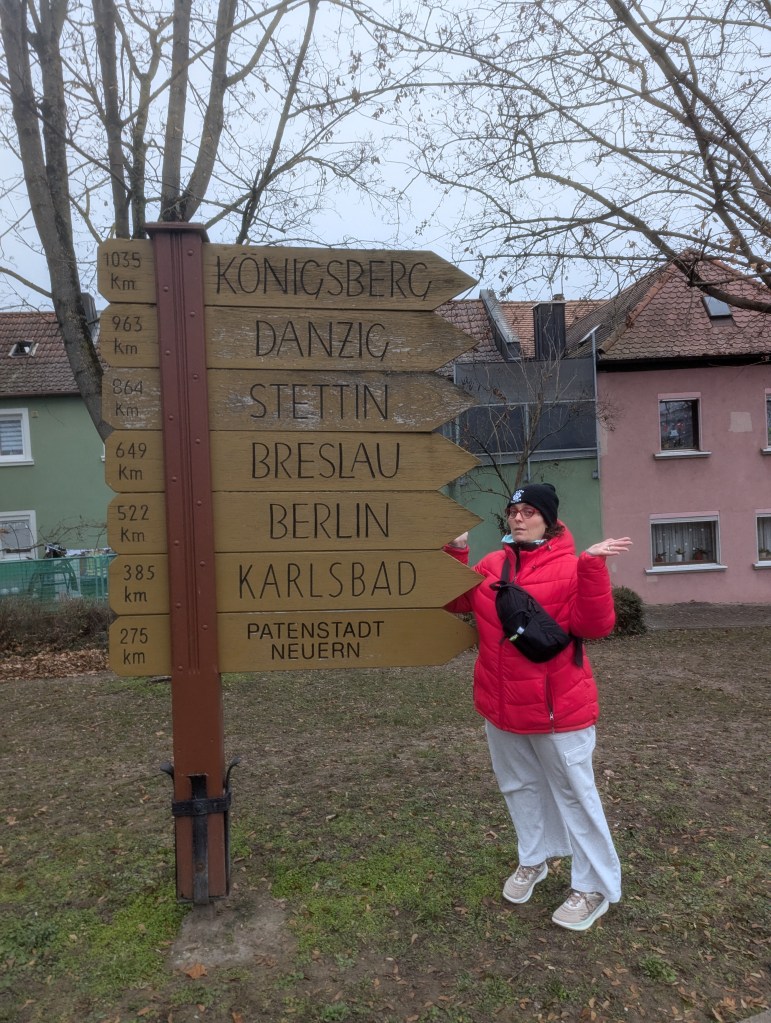 1035 Km KÖNIGSBERG
963 Km DANZIG
864 Km STETTIN
649 Km BRESLAU
522 Km BERLIN
385 km KARLSBAD
275 km PATENSTADT
NEUERN